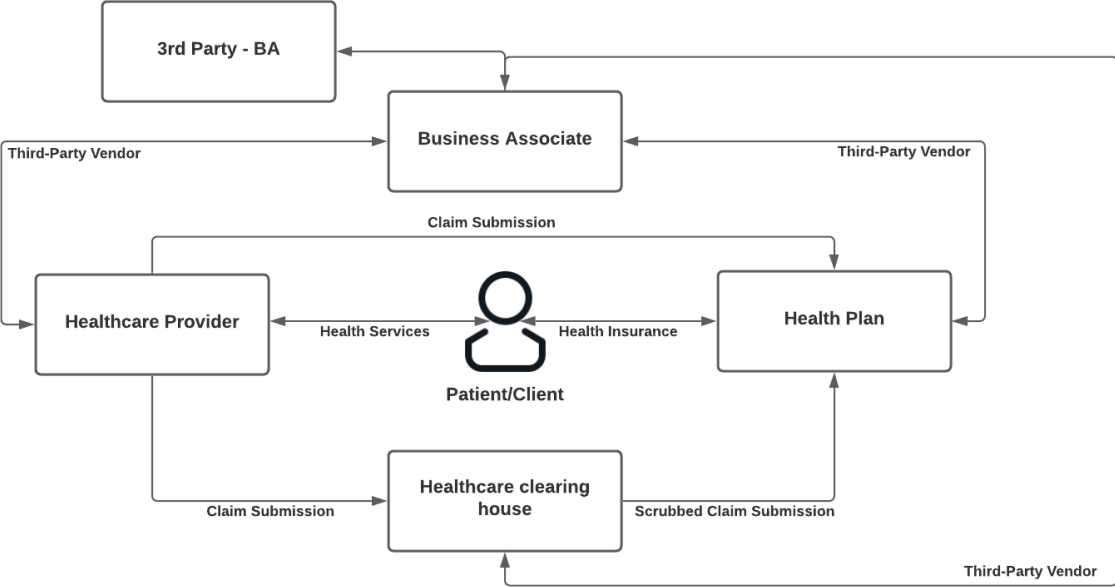 3rd Party - BA
Business Associate
Third-Party Vendor
Third-Party Vendor
Claim Submission
Healthcare Provider
Health Services
Health Insurance
Health Plan
Patient/Client
Healthcare clearing
house
Claim Submission
Scrubbed Claim Submission
Third-Party Vendor